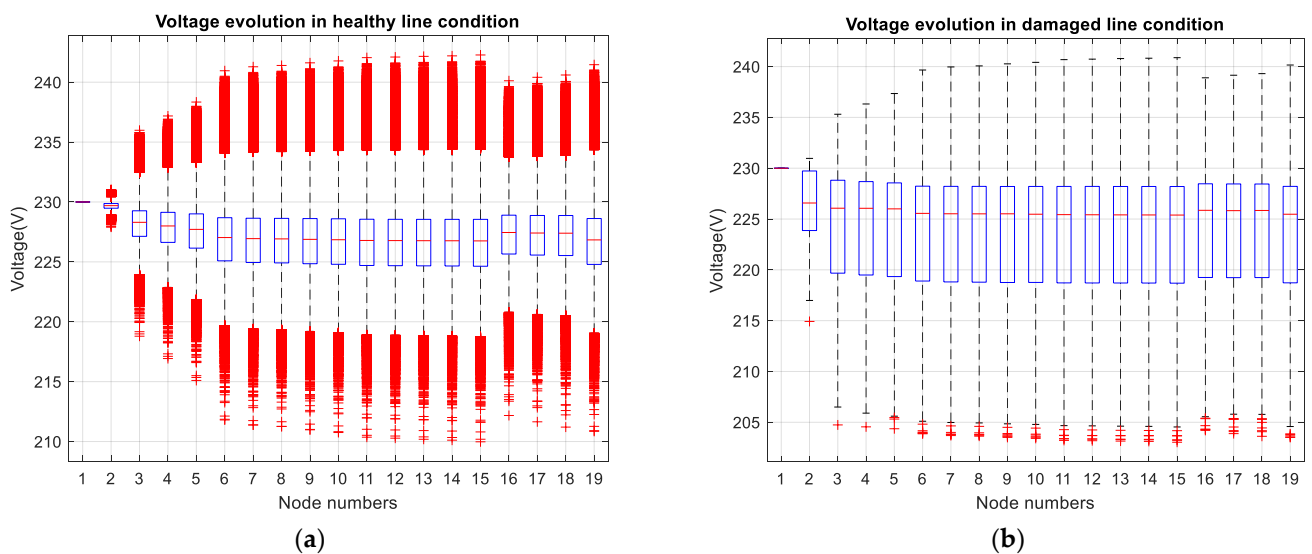 Voltage evolution in healthy line condition
240
235
230
225
220
215
210
Voltage(V)
1 2 3 4 5 6 7 8 9 10 11 12 13 14 15 16 17 18 19
Node numbers
(a)
Voltage evolution in damaged line condition
240
235
230
225
220
215
210
205
Voltage(V)
1 2 3 4 5 6 7 8 9 10 11 12 13 14 15 16 17 18 19
Node numbers
(b)